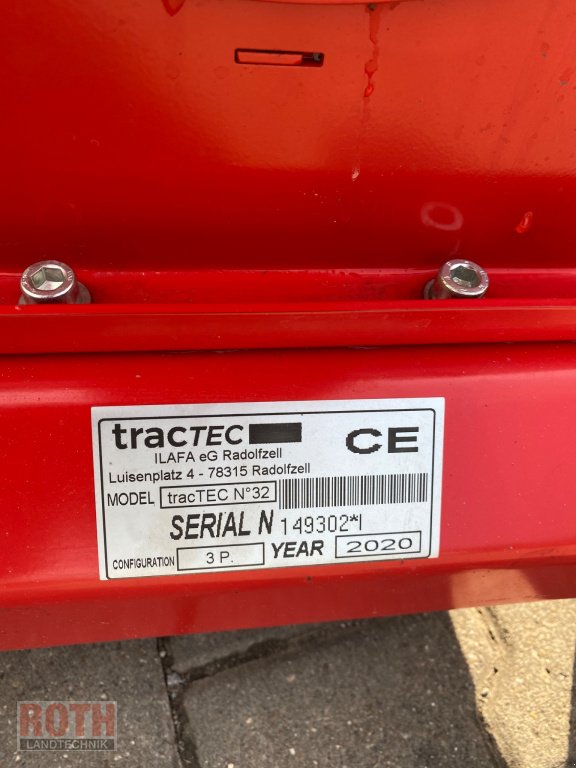 tracTEC
CE
ILAFA eG Radolfzell
Luisenplatz 4 - 78315 Radolfzell
MODEL tracTEC N°32
SERIAL N 149302*I
CONFIGURATION 3 P. YEAR 2020
ROTH
LANDTECHNIK